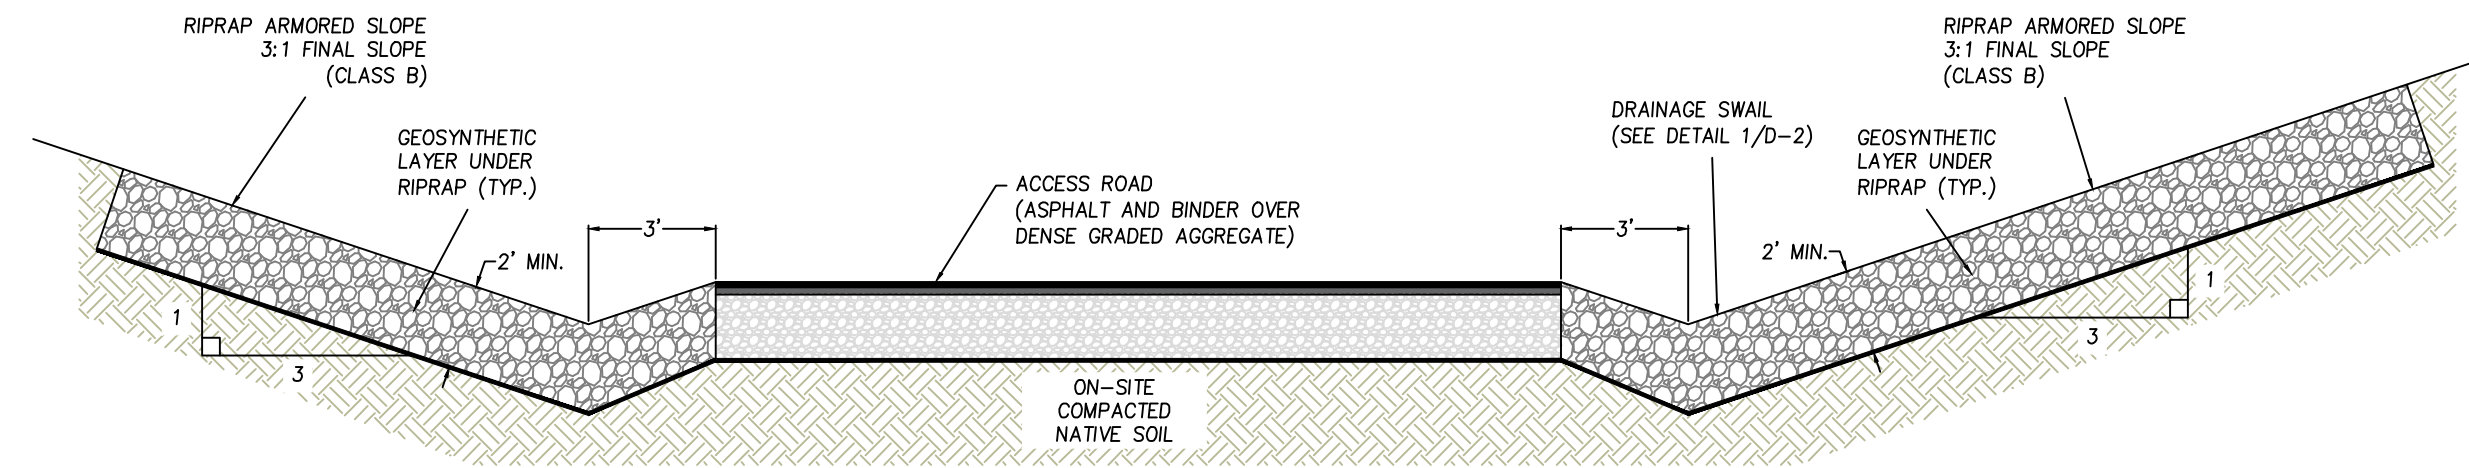 RIPRAP ARMORED SLOPE
3:1 FINAL SLOPE
(CLASS B)
GEOSYNTHETIC
LAYER UNDER
RIPRAP (TYP.)
2' MIN.
3'
1
3
ACCESS ROAD
(ASPHALT AND BINDER OVER
DENSE GRADED AGGREGATE)
ON-SITE
COMPACTED
NATIVE SOIL
3'
DRAINAGE SWAIL
(SEE DETAIL 1/D-2)
2' MIN.
RIPRAP ARMORED SLOPE
3:1 FINAL SLOPE
(CLASS B)
GEOSYNTHETIC
LAYER UNDER
RIPRAP (TYP.)
1
3